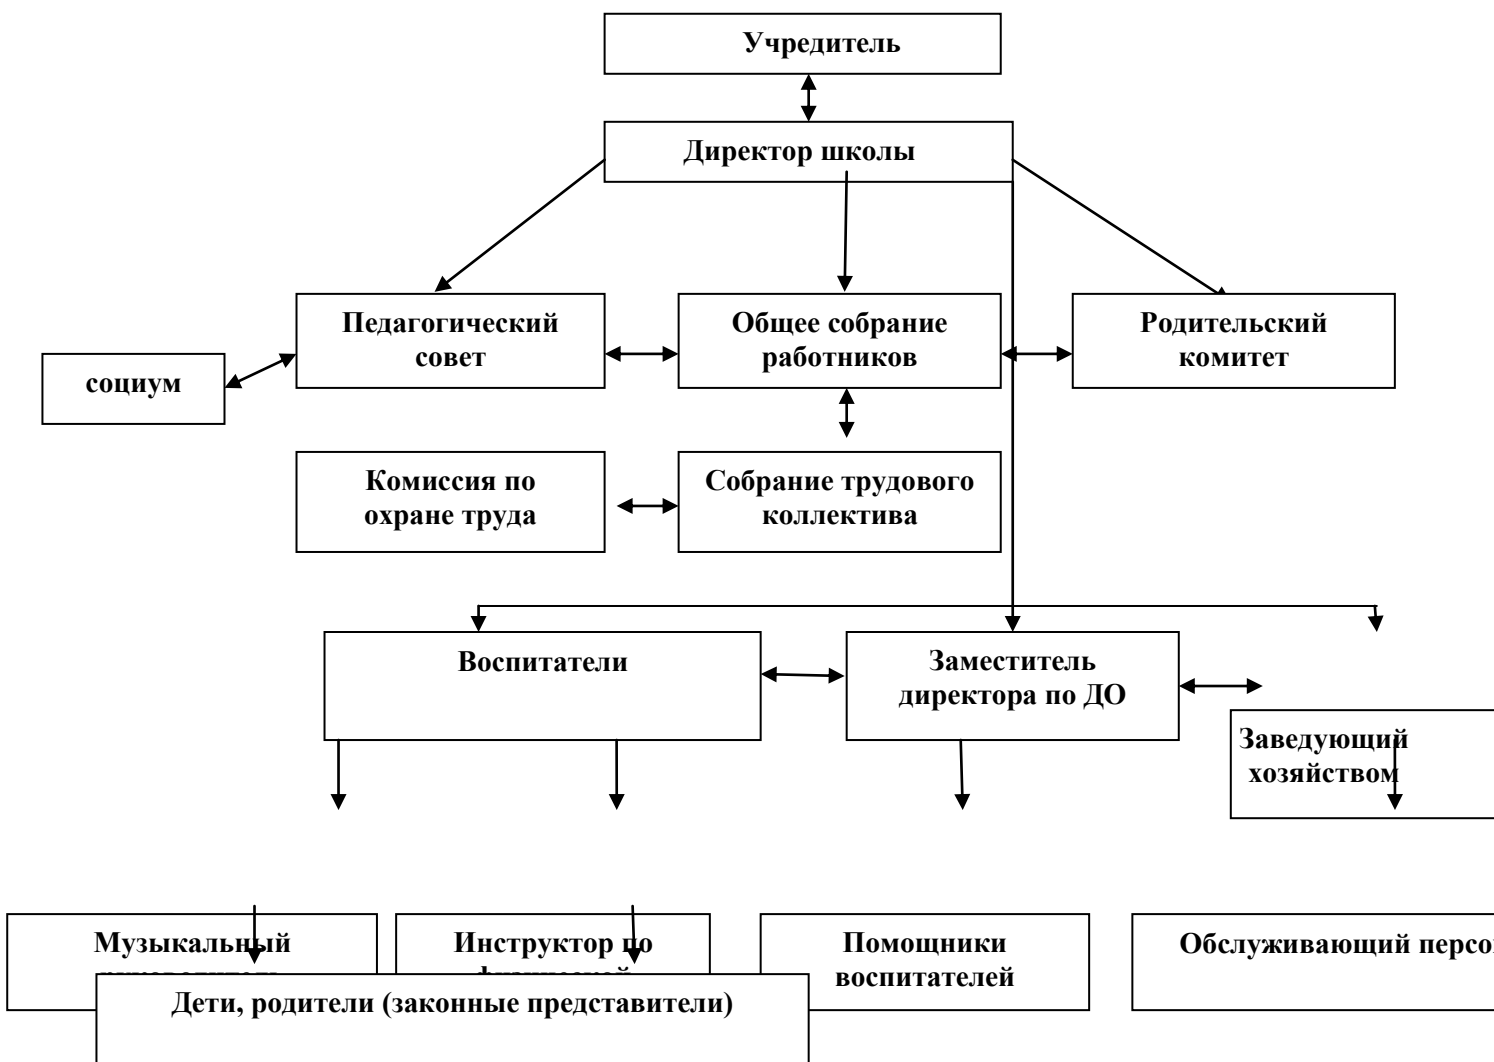 Учредитель
Директор школы
Педагогический
совет
Общее собрание
работников
Родительский
комитет
социум
Комиссия по
охране труда
Собрание трудового
коллектива
Воспитатели
Заместитель
директора по ДО
Заведующий
хозяйством
Музыкальный
Инструктор по
Помощники
воспитателей
Обслуживающий персо
Дети, родители (законные представители)